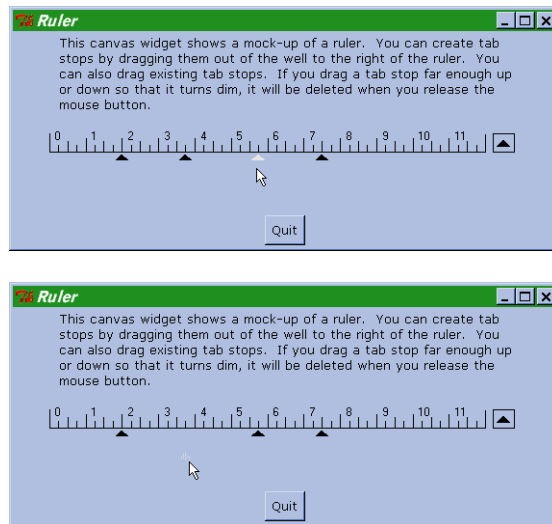 Ruler
This canvas widget shows a mock-up of a ruler. You can create tab
stops by dragging them out of the well to the right of the ruler. You
can also drag existing tab stops. If you drag a tab stop far enough up
or down so that it turns dim, it will be deleted when you release the
mouse button.
0 1 2 3 4 5 6 7 8 9 10 11
Quit
Ruler
This canvas widget shows a mock-up of a ruler. You can create tab
stops by dragging them out of the well to the right of the ruler. You
can also drag existing tab stops. If you drag a tab stop far enough up
or down so that it turns dim, it will be deleted when you release the
mouse button.
0 1 2 3 4 5 6 7 8 9 10 11
Quit